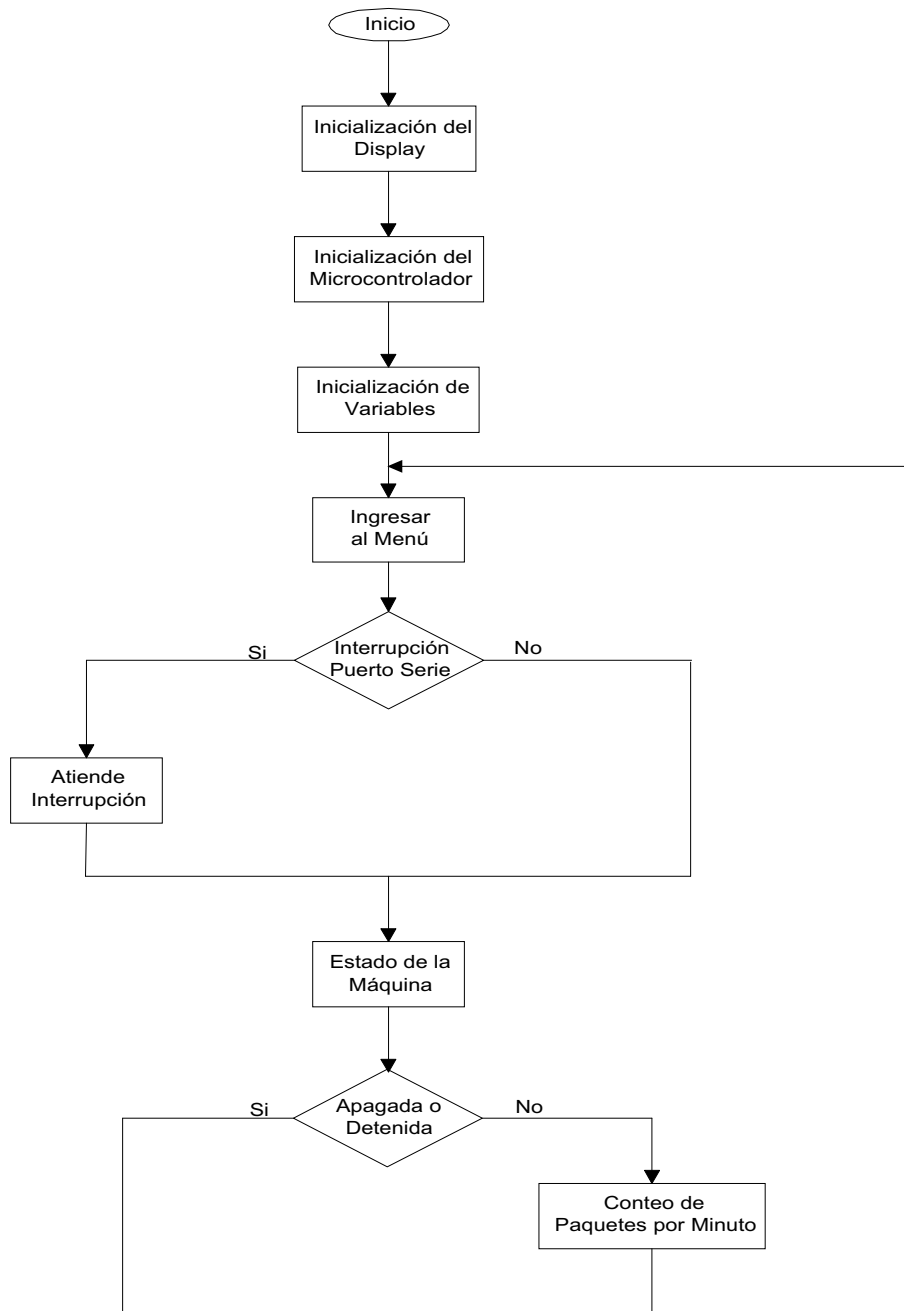 Inicio
Inicialización del
Display
Inicialización del
Microcontrolador
Inicialización de
Variables
Ingresar
al Menú
Si
Interrupción
Puerto Serie
No
Atiende
Interrupción
Estado de la
Máquina
Si
Apagada o
Detenida
No
Conteo de
Paquetes por Minuto